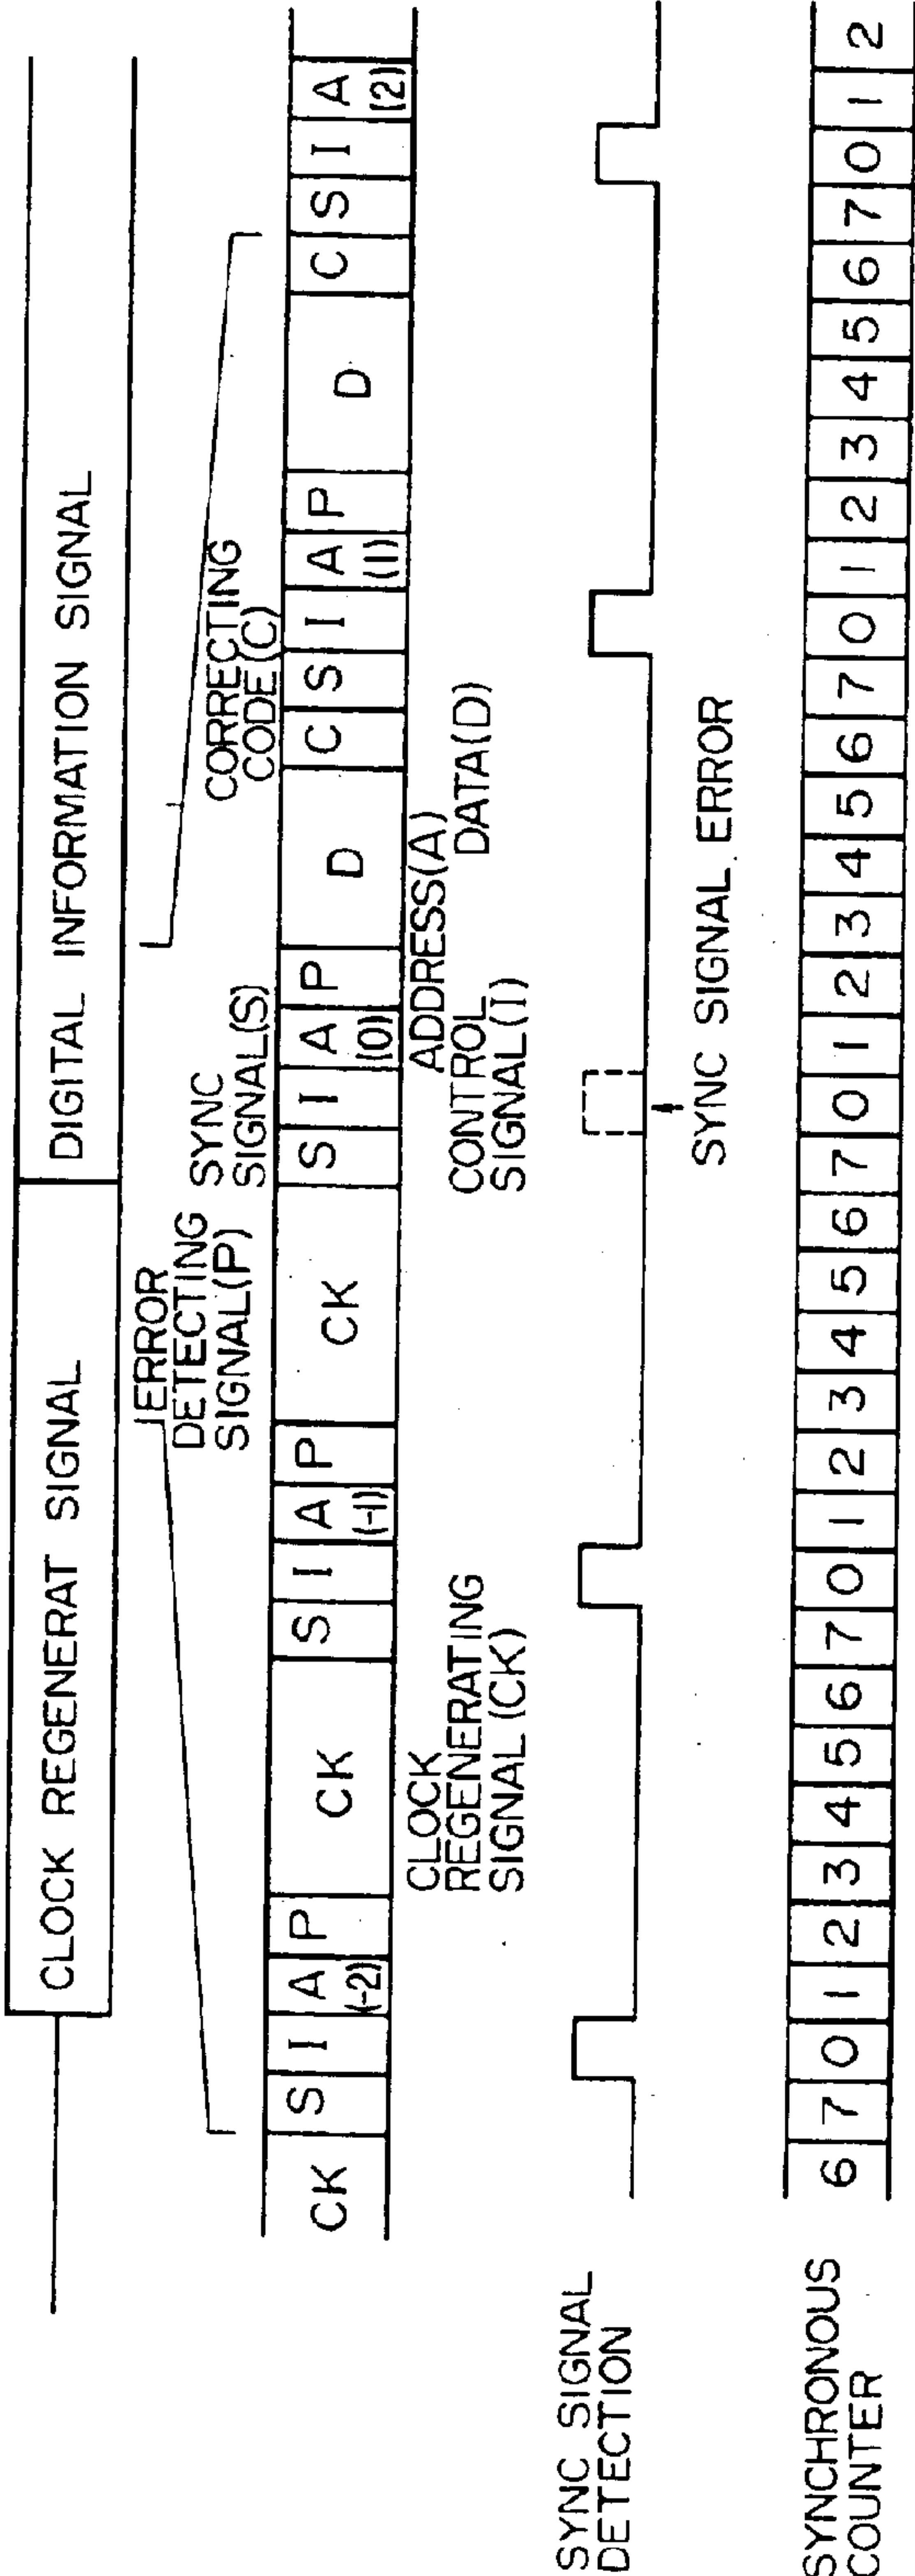 CLOCK REGENERAT SIGNAL DIGITAL INFORMATION SIGNAL
ERROR
DETECTING
SIGNAL(P)
SYNC
SIGNAL(S)
CORRECTING
CODE(C)
CK S I A (-2) P CK S I A (-1) P CK S I A (0) P D C S I A (1) P D C S I A (2)
CLOCK
REGENERATING
SIGNAL(CK)
CONTROL
SIGNAL(I)
ADDRESS(A)
DATA(D)
SYNC SIGNAL
DETECTION
SYNC SIGNAL ERROR
SYNCHRONOUS
COUNTER
6 7 0 1 2 3 4 5 6 7 0 1 2 3 4 5 6 7 0 1 2 3 4 5 6 7 0 1 2 3 4 5 6 7 0 1 2